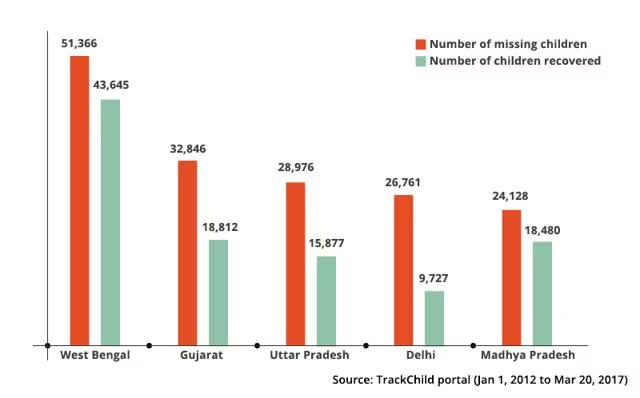 51,366
Number of missing children
Number of children recovered
43,645
32,846
28,976
26,761
24,128
18,812
18,480
15,877
9,727
West Bengal Gujarat Uttar Pradesh Delhi Madhya Pradesh
Source: TrackChild portal (Jan 1, 2012 to Mar 20, 2017)